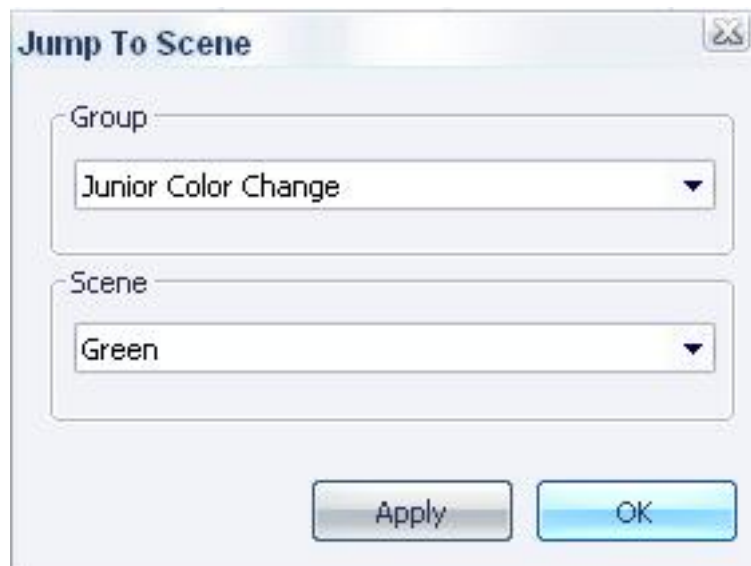 Jump To Scene
Group
Junior Color Change
Scene
Green
Apply
OK